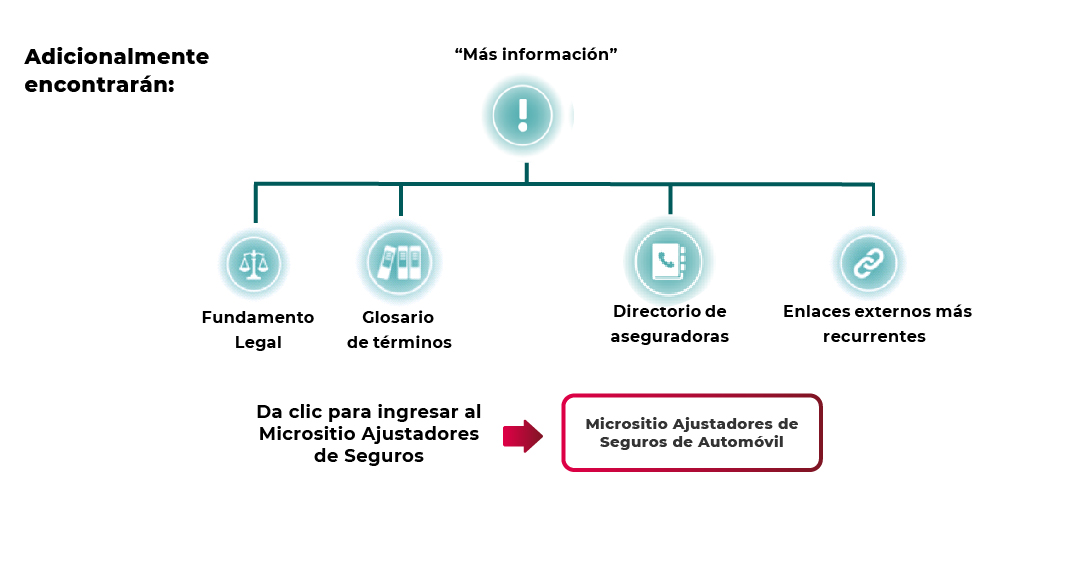 Adicionalmente
encontrarán:
“Más información”
Fundamento
Legal
Glosario
de términos
Directorio de
aseguradoras
Enlaces externos más
recurrentes
Da clic para ingresar al
Micrositio Ajustadores
de Seguros
Micrositio Ajustadores de
Seguros de Automóvil